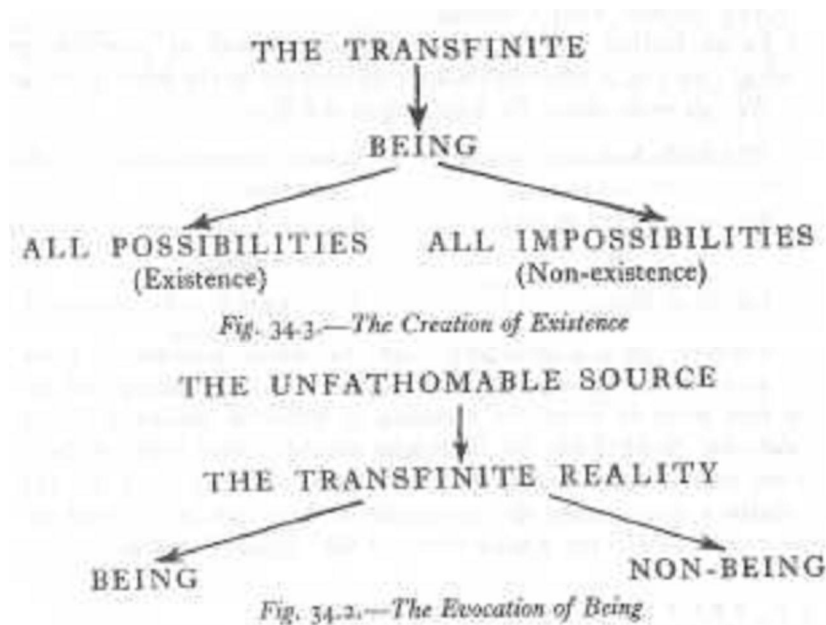 THE TRANSFINITE
BEING
ALL POSSIBILITIES ALL IMPOSSIBILITIES
(Existence) (Non-existence)
Fig. 34.3.—The Creation of Existence
THE UNFATHOMABLE SOURCE
THE TRANSFINITE REALITY
BEING NON-BEING
Fig. 34.2.—The Evocation of Being